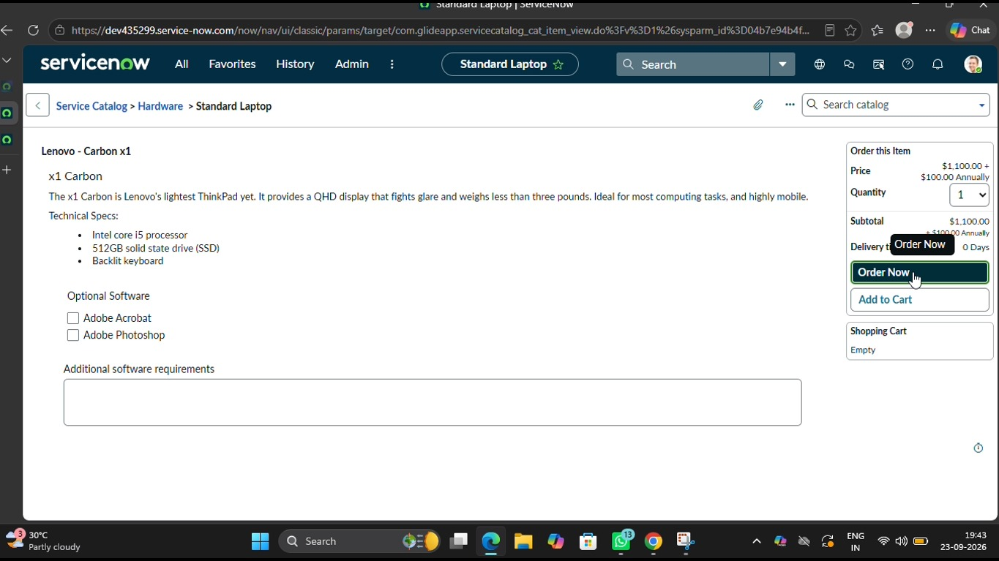 Standard Laptop | ServiceNow
https://dev435299.service-now.com/now/nav/ui/classic/params/target/com.glideapp.servicecatalog_cat_item_view.do%3Fv%3D1%26sysparm_id%3D04b7e94b4f...
Chat
servicenow All Favorites History Admin Standard Laptop Search
Service Catalog > Hardware > Standard Laptop
Search catalog
Lenovo - Carbon x1
x1 Carbon
The x1 Carbon is Lenovo's lightest ThinkPad yet. It provides a QHD display that fights glare and weighs less than three pounds. Ideal for most computing tasks, and highly mobile.
Technical Specs:
• Intel core i5 processor
• 512GB solid state drive (SSD)
• Backlit keyboard
Optional Software
Adobe Acrobat
Adobe Photoshop
Additional software requirements
Order this Item
Price $1,100.00 +
$100.00 Annually
Quantity 1
Subtotal $1,100.00
+ $100.00 Annually
Delivery ti 0 Days
Order Now
Order Now
Add to Cart
Shopping Cart
Empty
3
30°C
Partly cloudy
Search
13
ENG
IN
19:43
23-09-2026